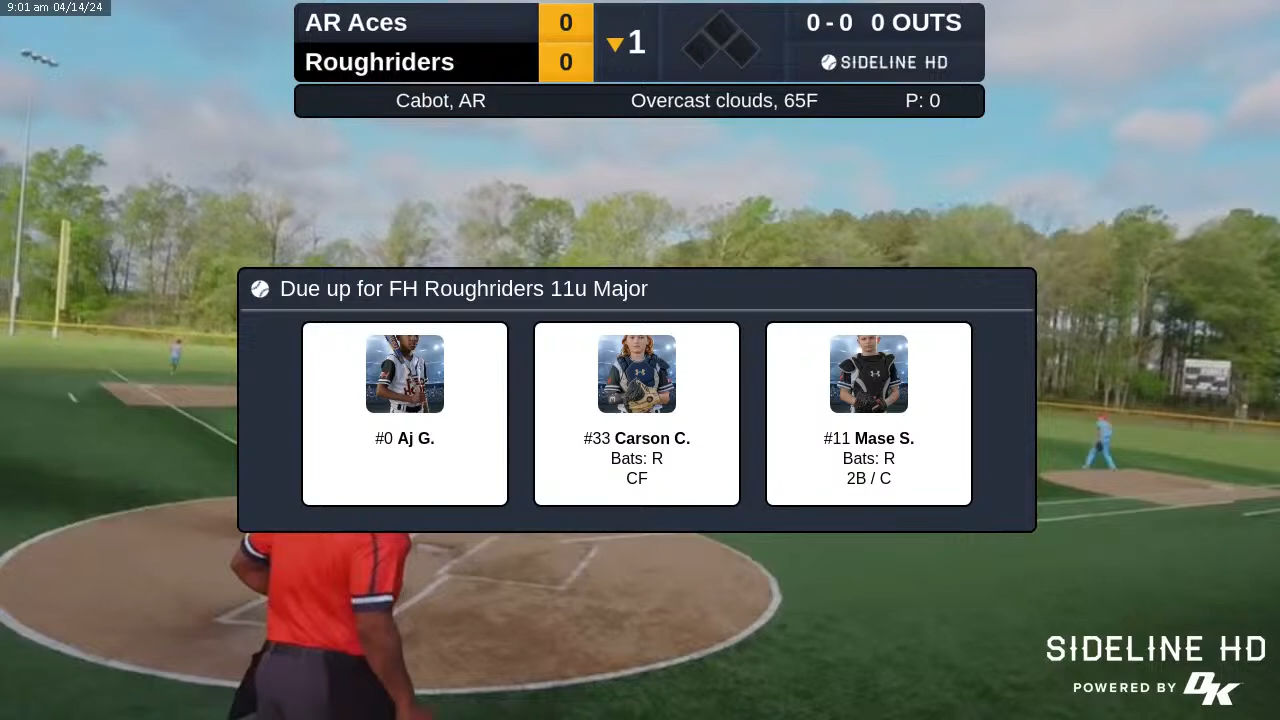 9:01 am 04/14/24
AR Aces 0 1 0 - 0 0 OUTS
Roughriders 0 SIDELINE HD
Cabot, AR Overcast clouds, 65F P: 0
Due up for FH Roughriders 11u Major
#0 Aj G.
#33 Carson C.
Bats: R
CF
#11 Mase S.
Bats: R
2B / C
SIDELINE HD
POWERED BY DK